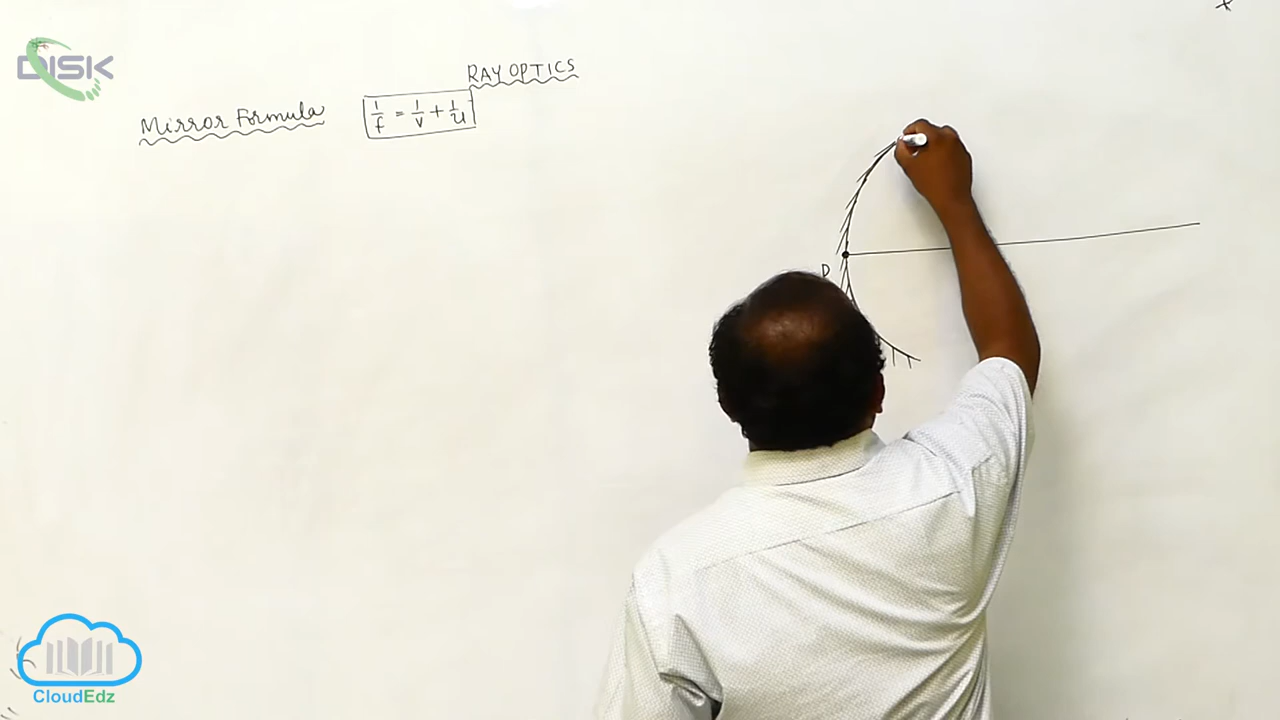 DISK
RAY OPTICS
Mirror Formula 1/f = 1/v + 1/u
P
CloudEdz